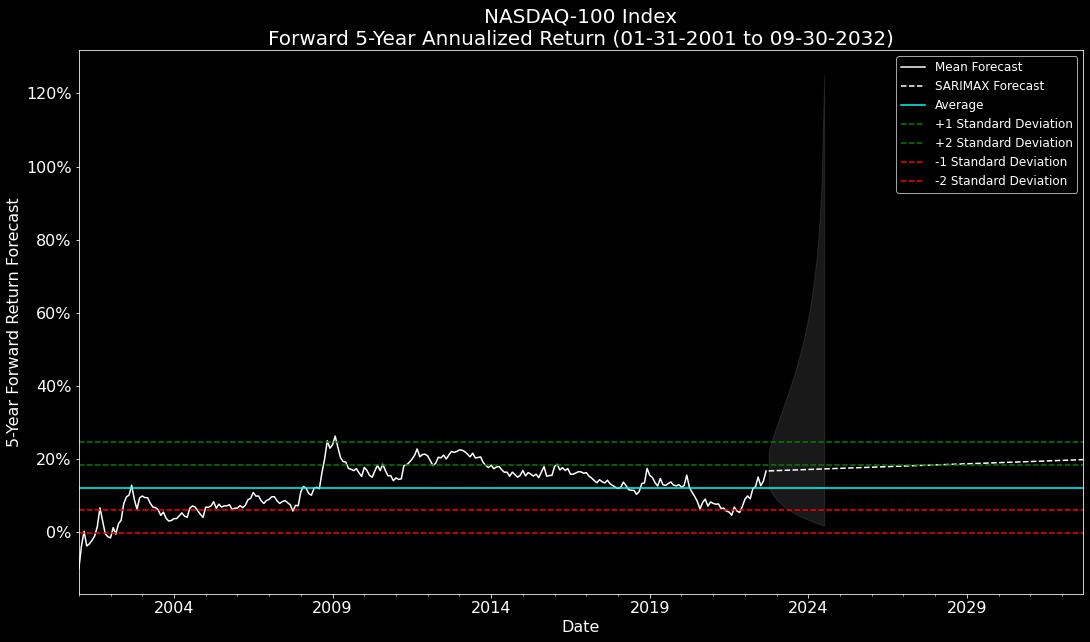 NASDAQ-100 Index
Forward 5-Year Annualized Return (01-31-2001 to 09-30-2032)
Mean Forecast
SARIMAX Forecast
Average
+1 Standard Deviation
+2 Standard Deviation
-1 Standard Deviation
-2 Standard Deviation
5-Year Forward Return Forecast
120%
100%
80%
60%
40%
20%
0%
2004 2009 2014 2019 2024 2029
Date